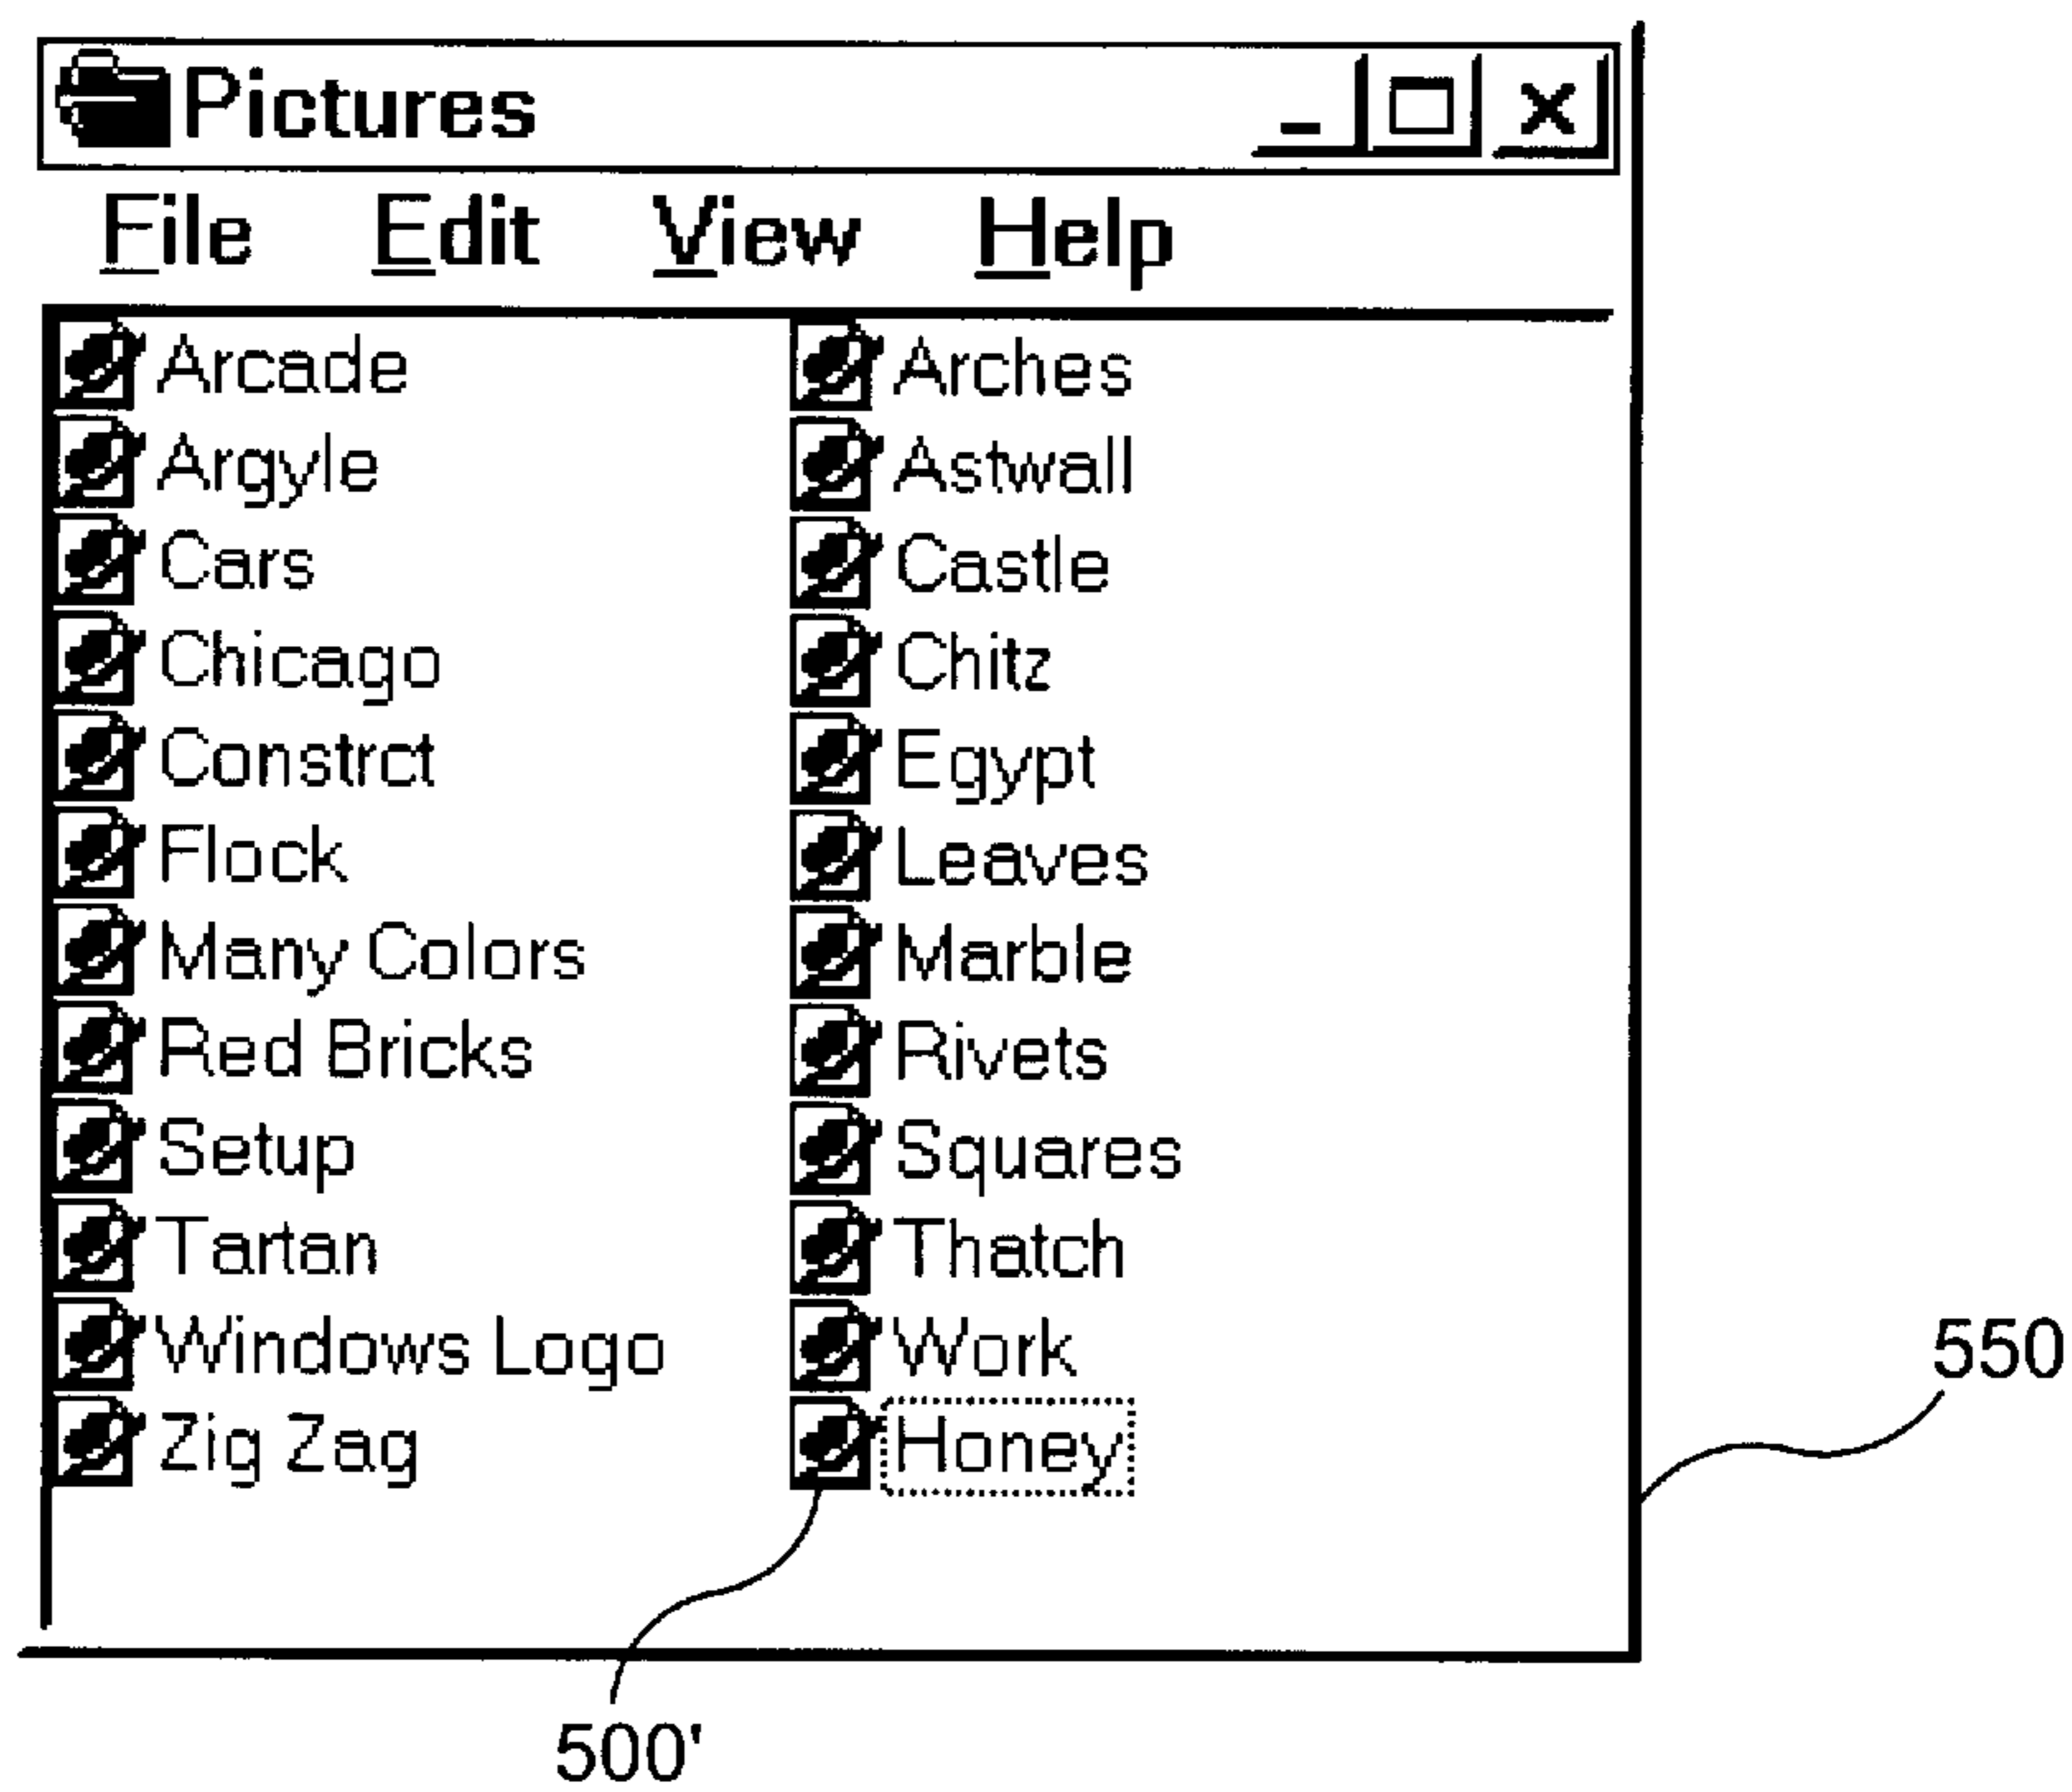 Pictures
File Edit View Help
Arcade Arches
Argyle Astwall
Cars Castle
Chicago Chitz
Constrct Egypt
Flock Leaves
Many Colors Marble
Red Bricks Rivets
Setup Squares
Tartan Thatch
Windows Logo Work
Zig Zag Honey
550
500'